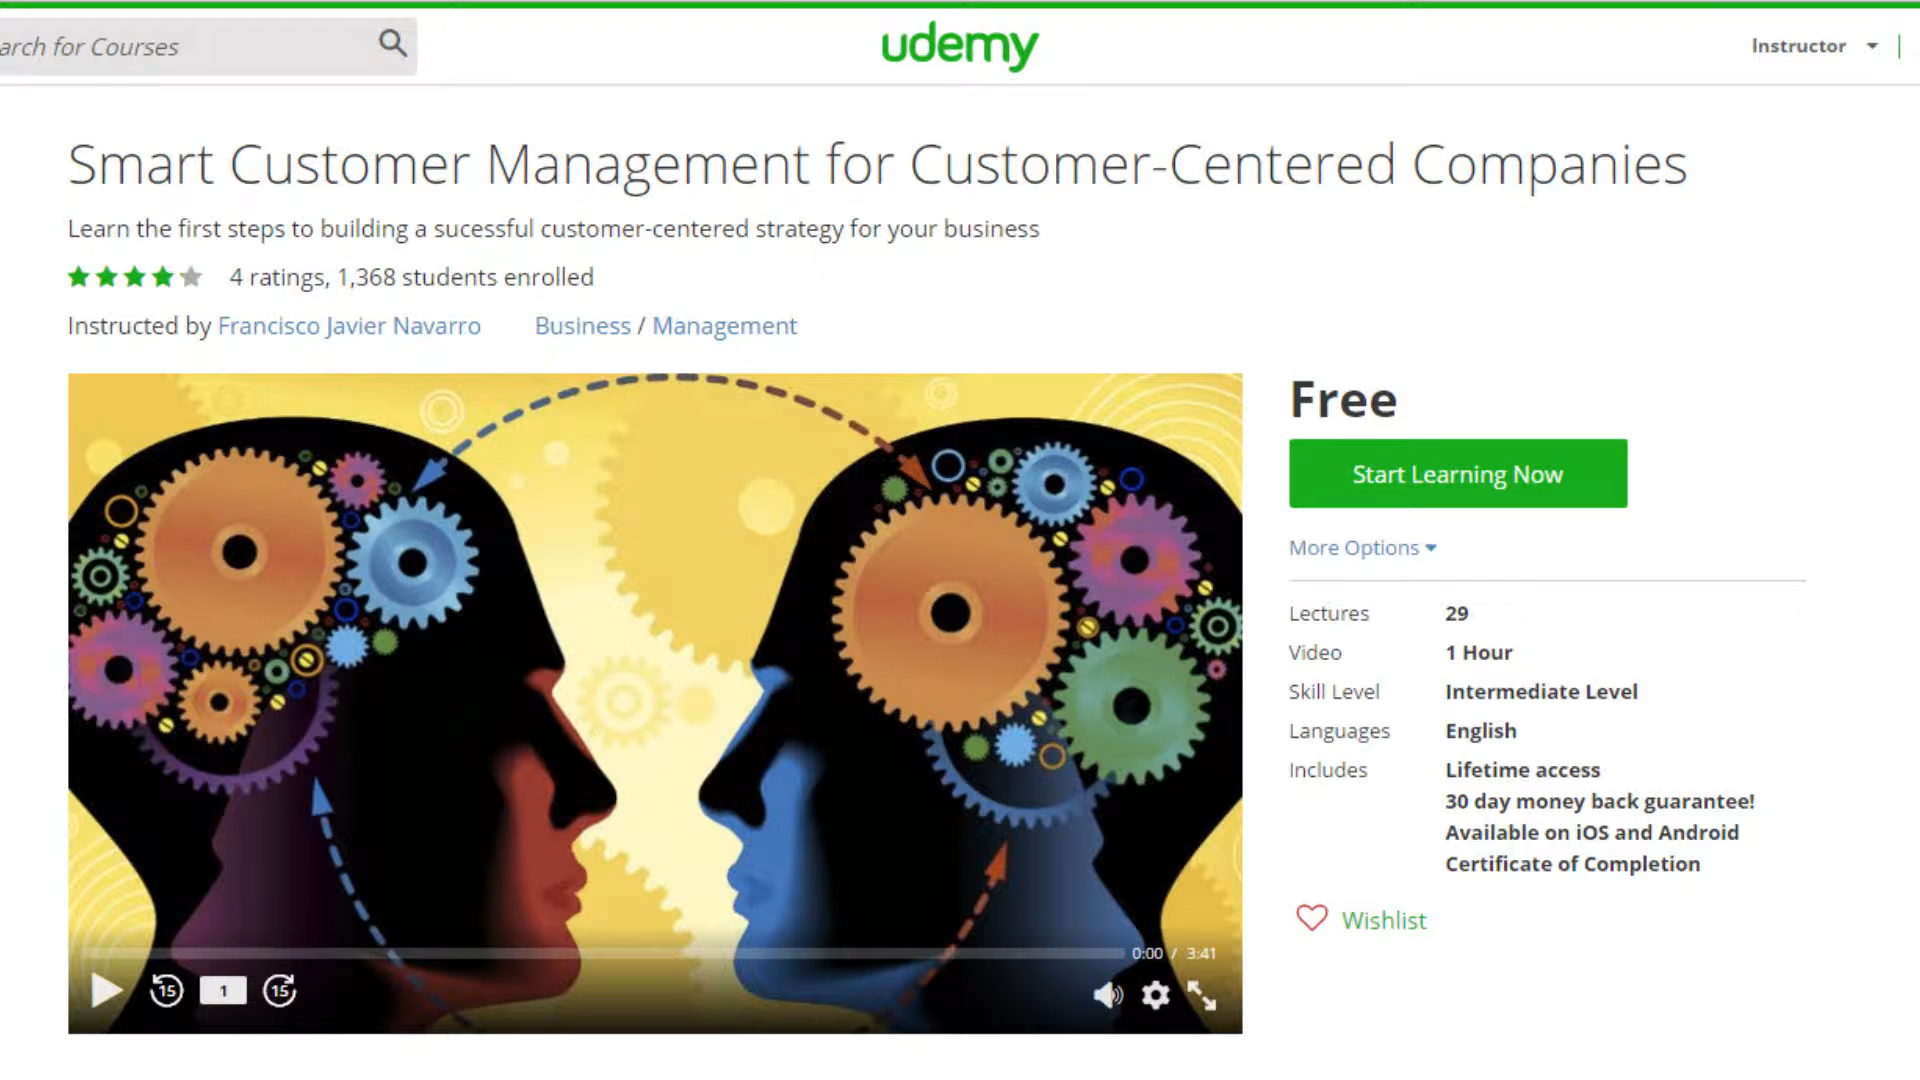 arch for Courses
udemy
Instructor
Smart Customer Management for Customer-Centered Companies
Learn the first steps to building a sucessful customer-centered strategy for your business
4 ratings, 1,368 students enrolled
Instructed by Francisco Javier Navarro Business / Management
Free
Start Learning Now
More Options
Lectures 29
Video 1 Hour
Skill Level Intermediate Level
Languages English
Includes Lifetime access
30 day money back guarantee!
Available on iOS and Android
Certificate of Completion
Wishlist
0:00 / 3:41
15 1 15